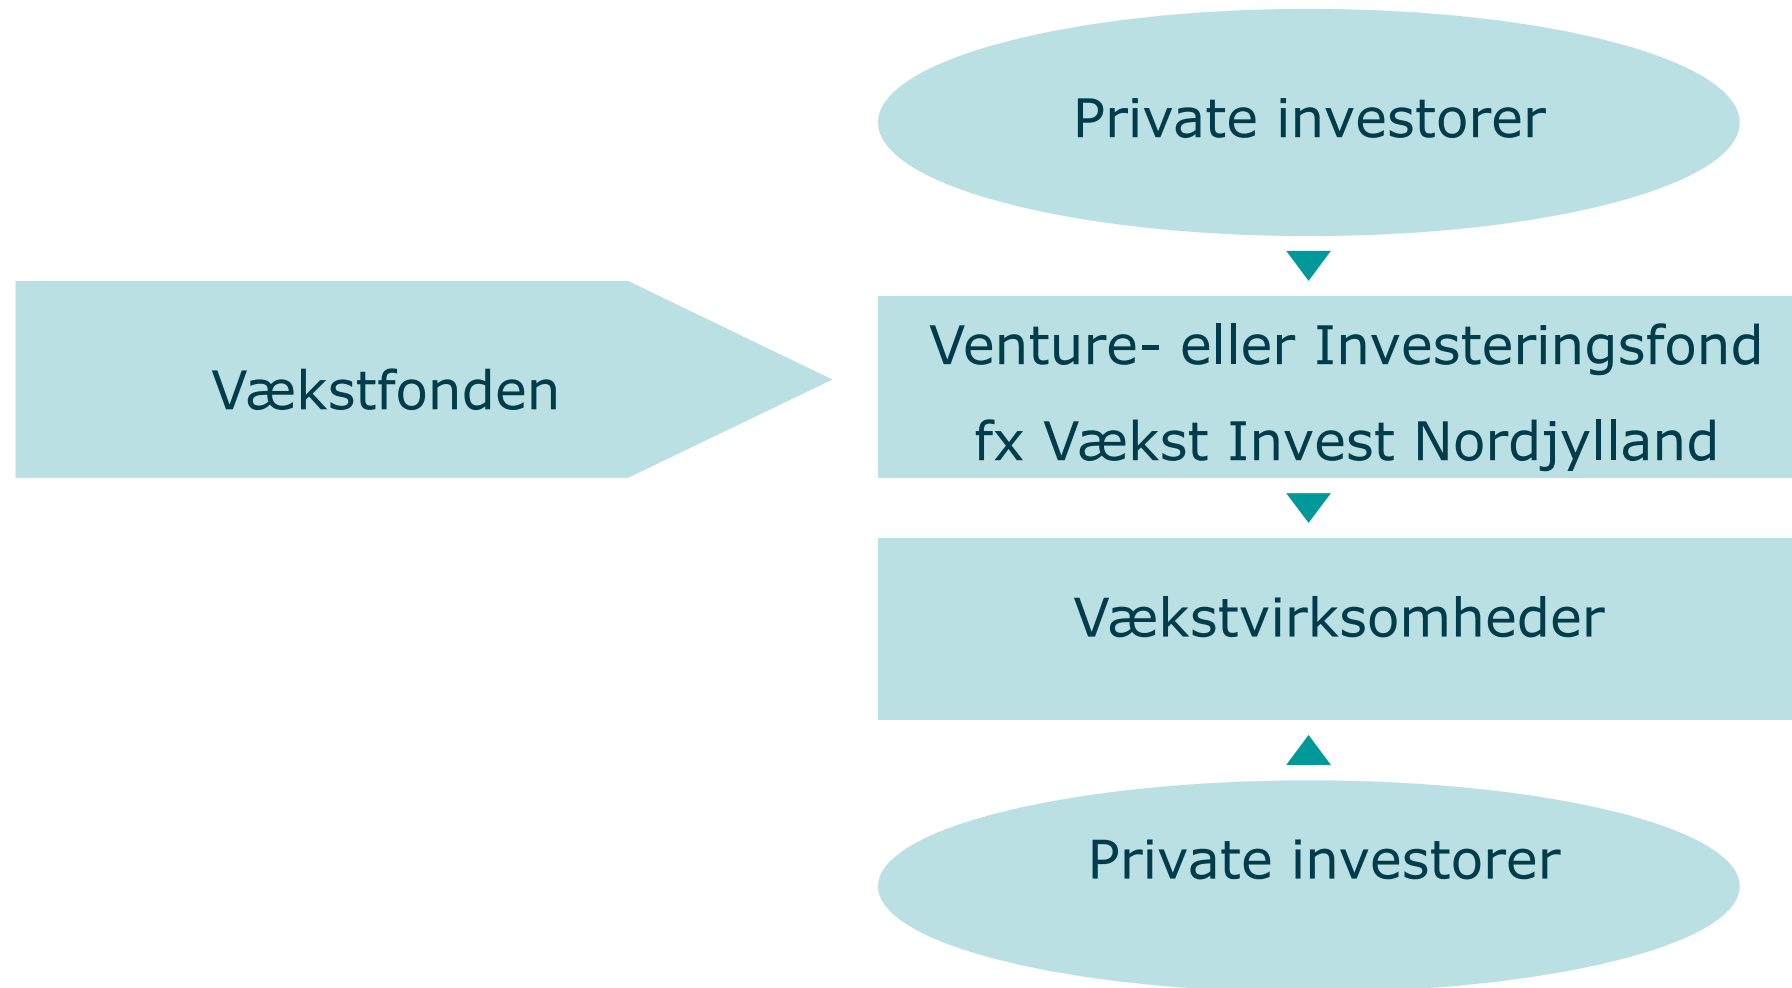 Private investorer
Vækstfonden
Venture- eller Investeringsfond
fx Vækst Invest Nordjylland
Vækstvirksomheder
Private investorer